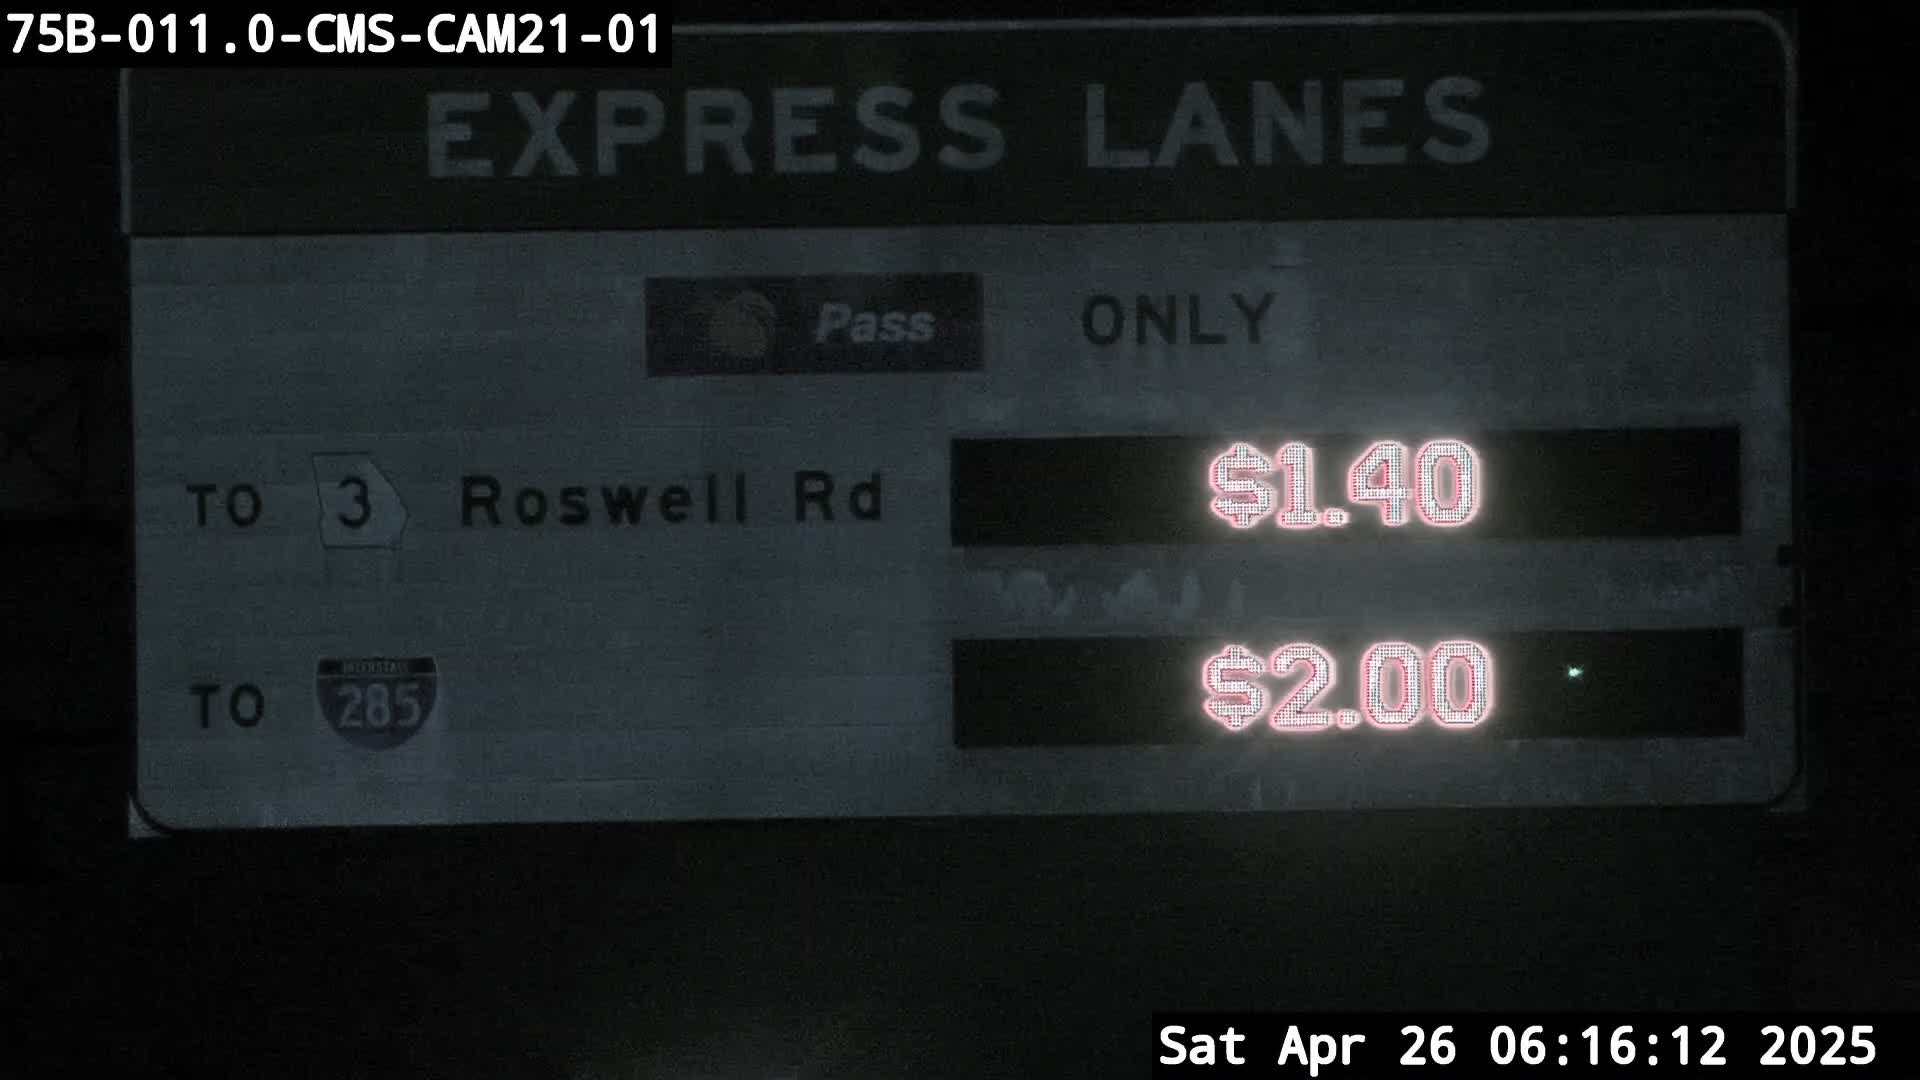 75B-011.0-CMS-CAM21-01
EXPRESS LANES
Pass ONLY
TO 3 Roswell Rd $1.40
INTERSTATE
TO 285 $2.00
Sat Apr 26 06:16:12 2025